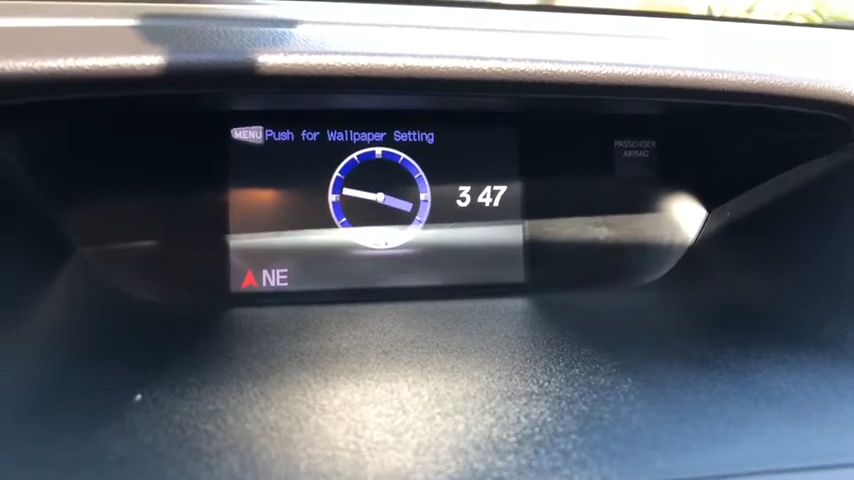 MENU Push for Wallpaper Setting
3 47
PASSENGER
AIRBAG
NE